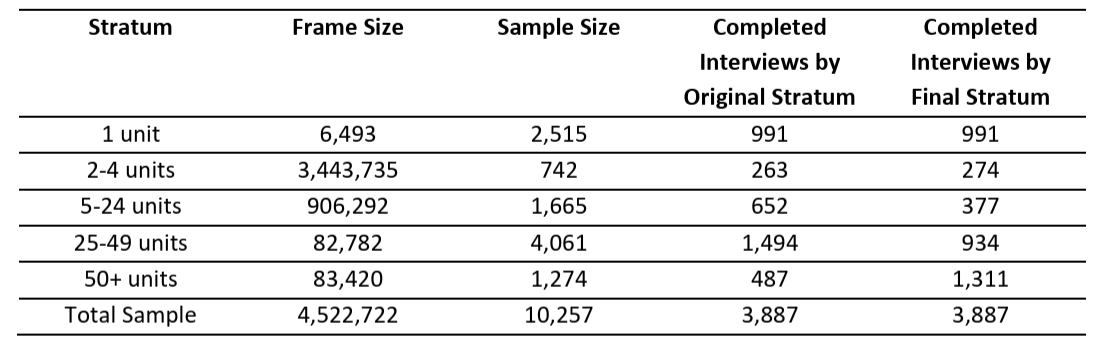 Stratum Frame Size Sample Size Completed Interviews by Original Stratum Completed Interviews by Final Stratum
1 unit 6,493 2,515 991 991
2-4 units 3,443,735 742 263 274
5-24 units 906,292 1,665 652 377
25-49 units 82,782 4,061 1,494 934
50+ units 83,420 1,274 487 1,311
Total Sample 4,522,722 10,257 3,887 3,887